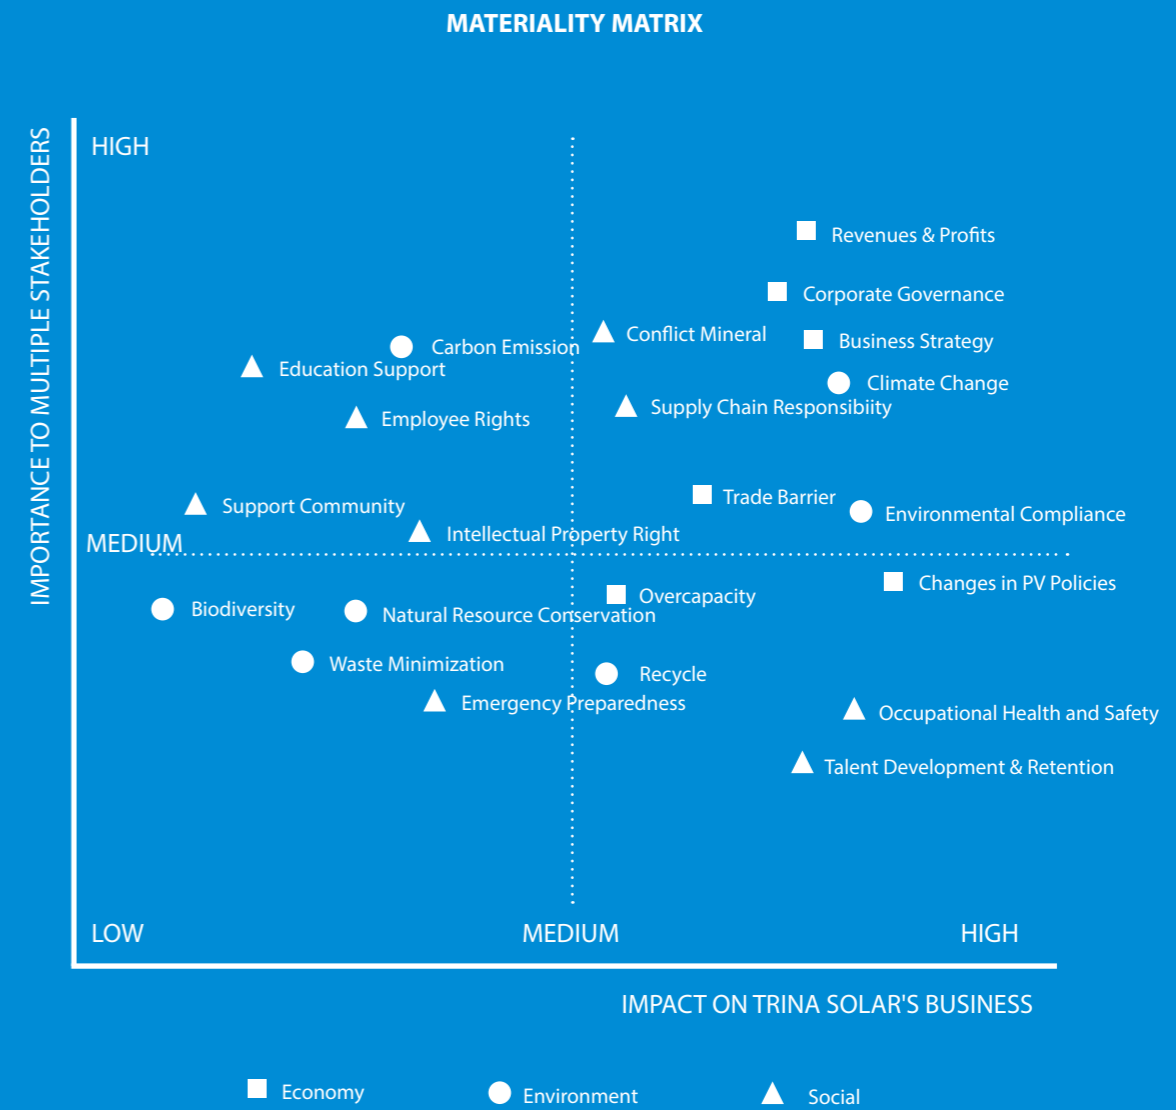 MATERIALITY MATRIX
IMPORTANCE TO MULTIPLE STAKEHOLDERS
HIGH
Revenues & Profits
Corporate Governance
Conflict Mineral
Business Strategy
Carbon Emission
Education Support
Climate Change
Supply Chain Responsibiity
Employee Rights
Trade Barrier
Support Community
Environmental Compliance
Intellectual Property Right
MEDIUM
Changes in PV Policies
Overcapacity
Biodiversity
Natural Resource Conservation
Waste Minimization
Recycle
Emergency Preparedness
Occupational Health and Safety
Talent Development & Retention
LOW
MEDIUM
HIGH
IMPACT ON TRINA SOLAR'S BUSINESS
Economy
Environment
Social